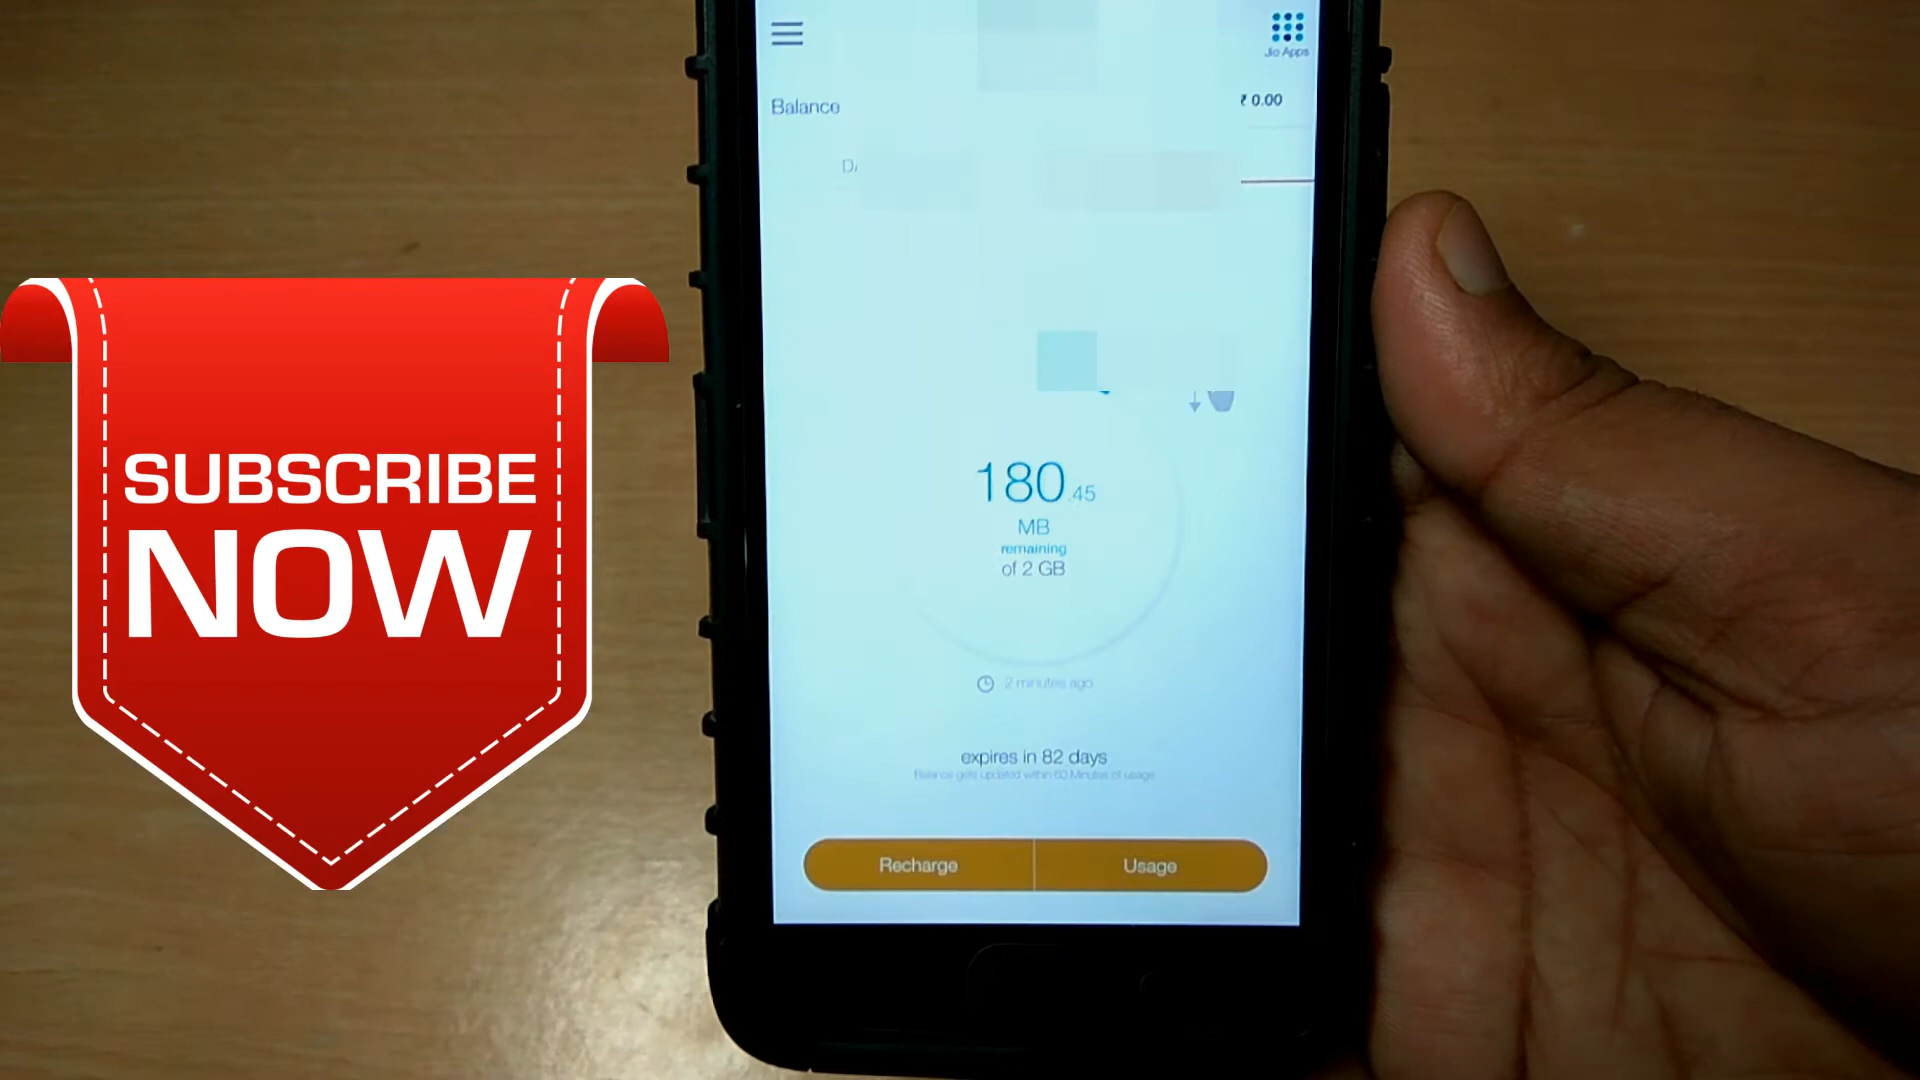 Jio Apps
Balance
₹ 0.00
SUBSCRIBE
NOW
180.45
MB
remaining
of 2 GB
2 minutes ago
expires in 82 days
Balance gets updated within 60 Minutes of usage
Recharge
Usage